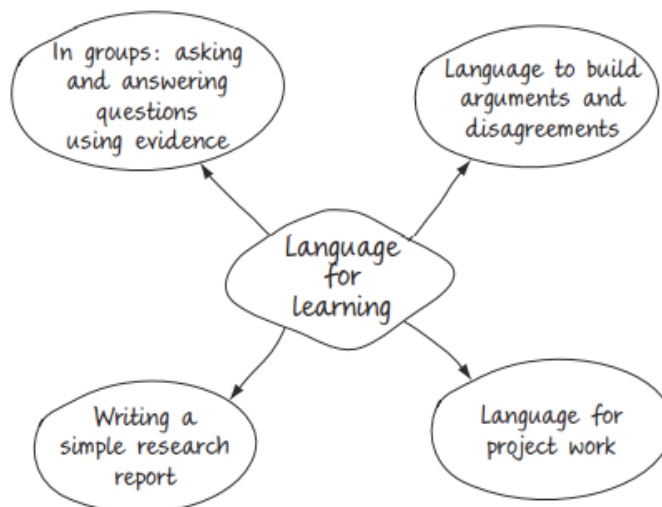 In groups: asking
and answering
questions
using evidence
Language to build
arguments and
disagreements
Language
for
learning
Writing a
simple research
report
Language for
project work